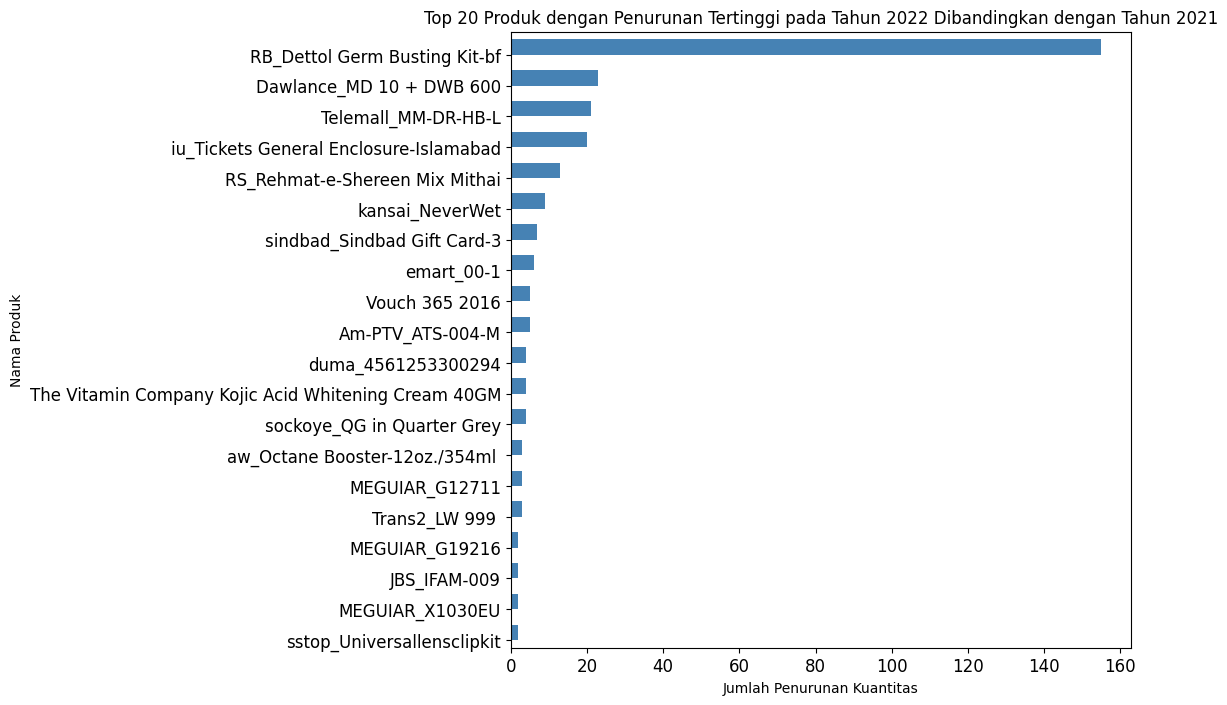 Top 20 Produk dengan Penurunan Tertinggi pada Tahun 2022 Dibandingkan dengan Tahun 2021
RB_Dettol Germ Busting Kit-bf
Dawlance_MD 10 + DWB 600
Telemall_MM-DR-HB-L
iu_Tickets General Enclosure-Islamabad
RS_Rehmat-e-Shereen Mix Mithai
kansai_NeverWet
sindbad_Sindbad Gift Card-3
emart_00-1
Vouch 365 2016
Am-PTV_ATS-004-M
duma_4561253300294
The Vitamin Company Kojic Acid Whitening Cream 40GM
sockoye_QG in Quarter Grey
aw_Octane Booster-12oz./354ml
MEGUIAR_G12711
Trans2_LW 999
MEGUIAR_G19216
JBS_IFAM-009
MEGUIAR_X1030EU
sstop_Universallensclipkit
Nama Produk
0 20 40 60 80 100 120 140 160
Jumlah Penurunan Kuantitas